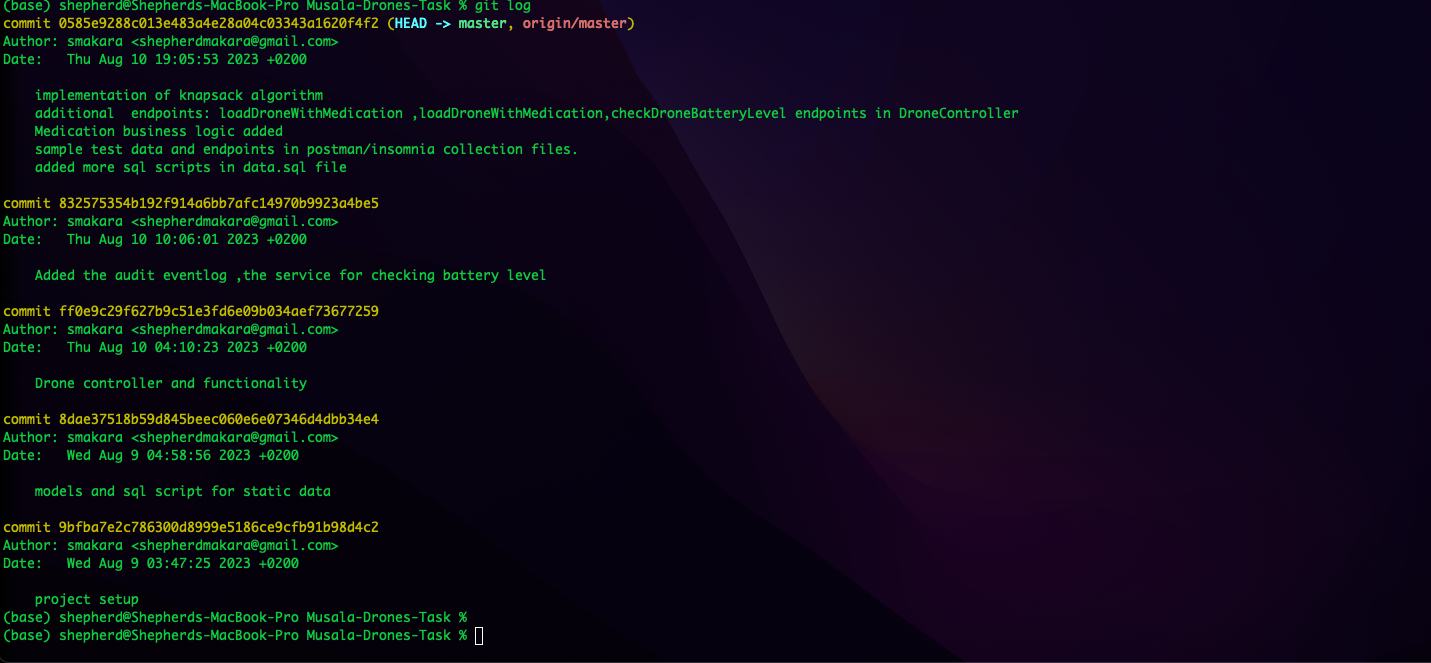 (base) shepherd@Shepherds-MacBook-Pro Musala-Drones-Task % git log
commit 0585e9288c013e483a4e28a04c03343a1620f4f2 (HEAD -> master, origin/master)
Author: smakara <shepherdmakara@gmail.com>
Date:   Thu Aug 10 19:05:53 2023 +0200
    implementation of knapsack algorithm
    additional  endpoints: loadDroneWithMedication ,loadDroneWithMedication,checkDroneBatteryLevel endpoints in DroneController
    Medication business logic added
    sample test data and endpoints in postman/insomnia collection files.
    added more sql scripts in data.sql file
commit 832575354b192f914a6bb7afc14970b9923a4be5
Author: smakara <shepherdmakara@gmail.com>
Date:   Thu Aug 10 10:06:01 2023 +0200
    Added the audit eventlog ,the service for checking battery level
commit ff0e9c29f627b9c51e3fd6e09b034aef73677259
Author: smakara <shepherdmakara@gmail.com>
Date:   Thu Aug 10 04:10:23 2023 +0200
    Drone controller and functionality
commit 8dae37518b59d845beec060e6e07346d4dbb34e4
Author: smakara <shepherdmakara@gmail.com>
Date:   Wed Aug 9 04:58:56 2023 +0200
    models and sql script for static data
commit 9bfba7e2c786300d8999e5186ce9cfb91b98d4c2
Author: smakara <shepherdmakara@gmail.com>
Date:   Wed Aug 9 03:47:25 2023 +0200
    project setup
(base) shepherd@Shepherds-MacBook-Pro Musala-Drones-Task %
(base) shepherd@Shepherds-MacBook-Pro Musala-Drones-Task %